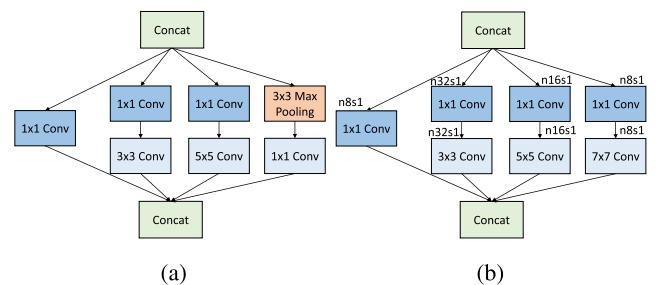 Concat
1x1 Conv
1x1 Conv
1x1 Conv
3x3 Max
Pooling
3x3 Conv
5x5 Conv
1x1 Conv
Concat
(a)
Concat
n8s1
n32s1
n16s1
n8s1
1x1 Conv
1x1 Conv
1x1 Conv
1x1 Conv
n32s1
n16s1
n8s1
3x3 Conv
5x5 Conv
7x7 Conv
Concat
(b)